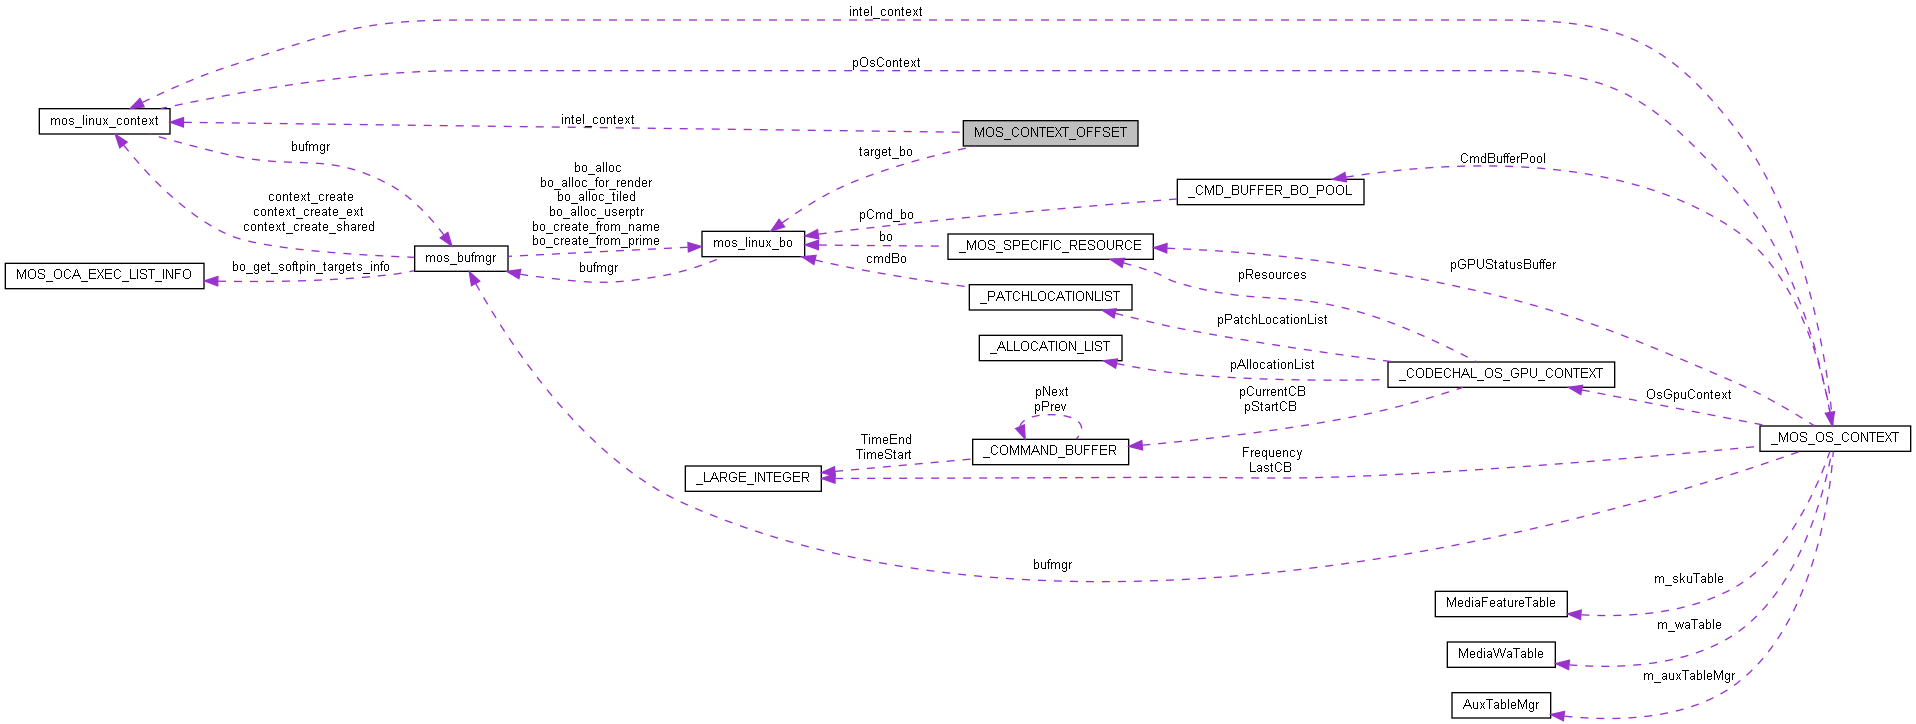 intel_context
pOsContext
mos_linux_context
intel_context
MOS_CONTEXT_OFFSET
bufmgr
target_bo
CmdBufferPool
bo_alloc
bo_alloc_for_render
bo_alloc_tiled
bo_alloc_userptr
bo_create_from_name
bo_create_from_prime
context_create
context_create_ext
context_create_shared
_CMD_BUFFER_BO_POOL
pCmd_bo
bo
cmdBo
mos_linux_bo
_MOS_SPECIFIC_RESOURCE
mos_bufmgr
bufmgr
bo_get_softpin_targets_info
MOS_OCA_EXEC_LIST_INFO
pGPUStatusBuffer
pResources
_PATCHLOCATIONLIST
pPatchLocationList
_ALLOCATION_LIST
pAllocationList
_CODECHAL_OS_GPU_CONTEXT
pNext
pPrev
pCurrentCB
pStartCB
OsGpuContext
_MOS_OS_CONTEXT
TimeEnd
TimeStart
_COMMAND_BUFFER
Frequency
LastCB
_LARGE_INTEGER
bufmgr
m_skuTable
MediaFeatureTable
m_waTable
MediaWaTable
m_auxTableMgr
AuxTableMgr